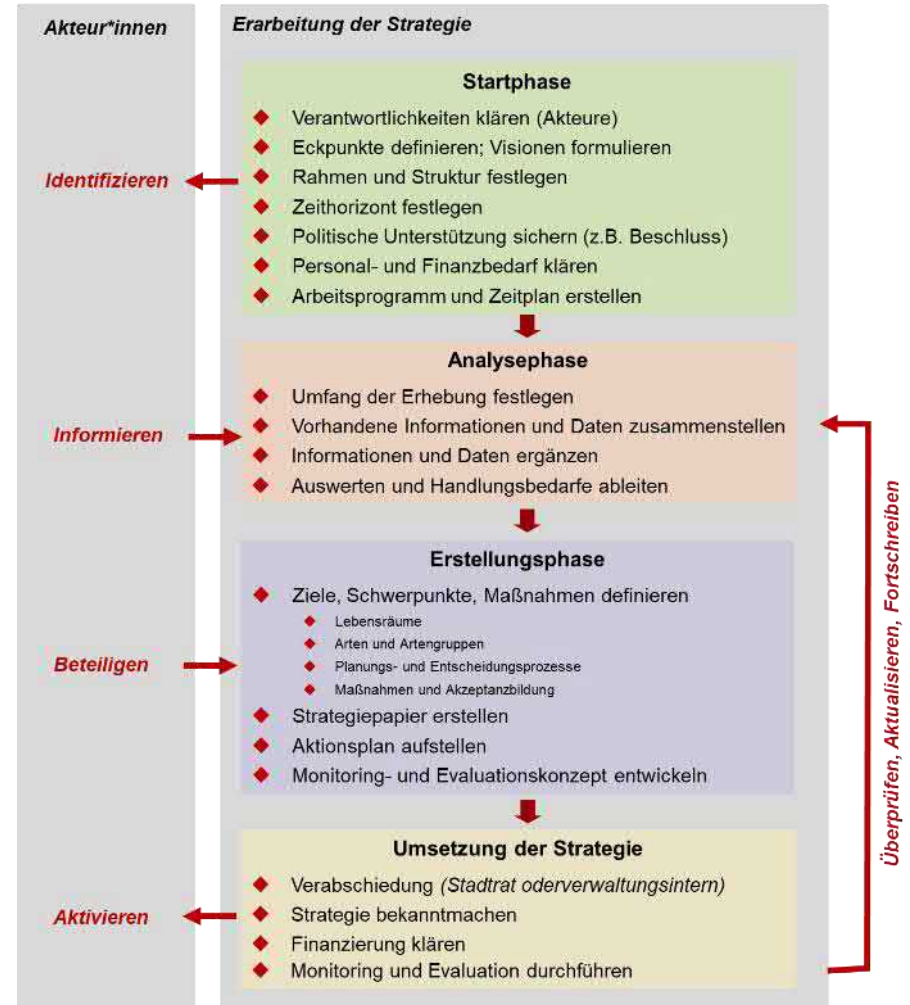 Akteur*innen
Erarbeitung der Strategie
Startphase
Verantwortlichkeiten klären (Akteure)
Eckpunkte definieren; Visionen formulieren
Identifizieren
Rahmen und Struktur festlegen
Zeithorizont festlegen
Politische Unterstützung sichern (z.B. Beschluss)
Personal- und Finanzbedarf klären
Arbeitsprogramm und Zeitplan erstellen
Analysephase
Umfang der Erhebung festlegen
Informieren
Vorhandene Informationen und Daten zusammenstellen
Informationen und Daten ergänzen
Auswerten und Handlungsbedarfe ableiten
Erstellungsphase
Ziele, Schwerpunkte, Maßnahmen definieren
Lebensräume
Arten und Artengruppen
Beteiligen
Planungs- und Entscheidungsprozesse
Maßnahmen und Akzeptanzbildung
Strategiepapier erstellen
Aktionsplan aufstellen
Monitoring- und Evaluationskonzept entwickeln
Umsetzung der Strategie
Verabschiedung (Stadtrat oderverwaltungsintern)
Aktivieren
Strategie bekanntmachen
Finanzierung klären
Monitoring und Evaluation durchführen
Überprüfen, Aktualisieren, Fortschreiben